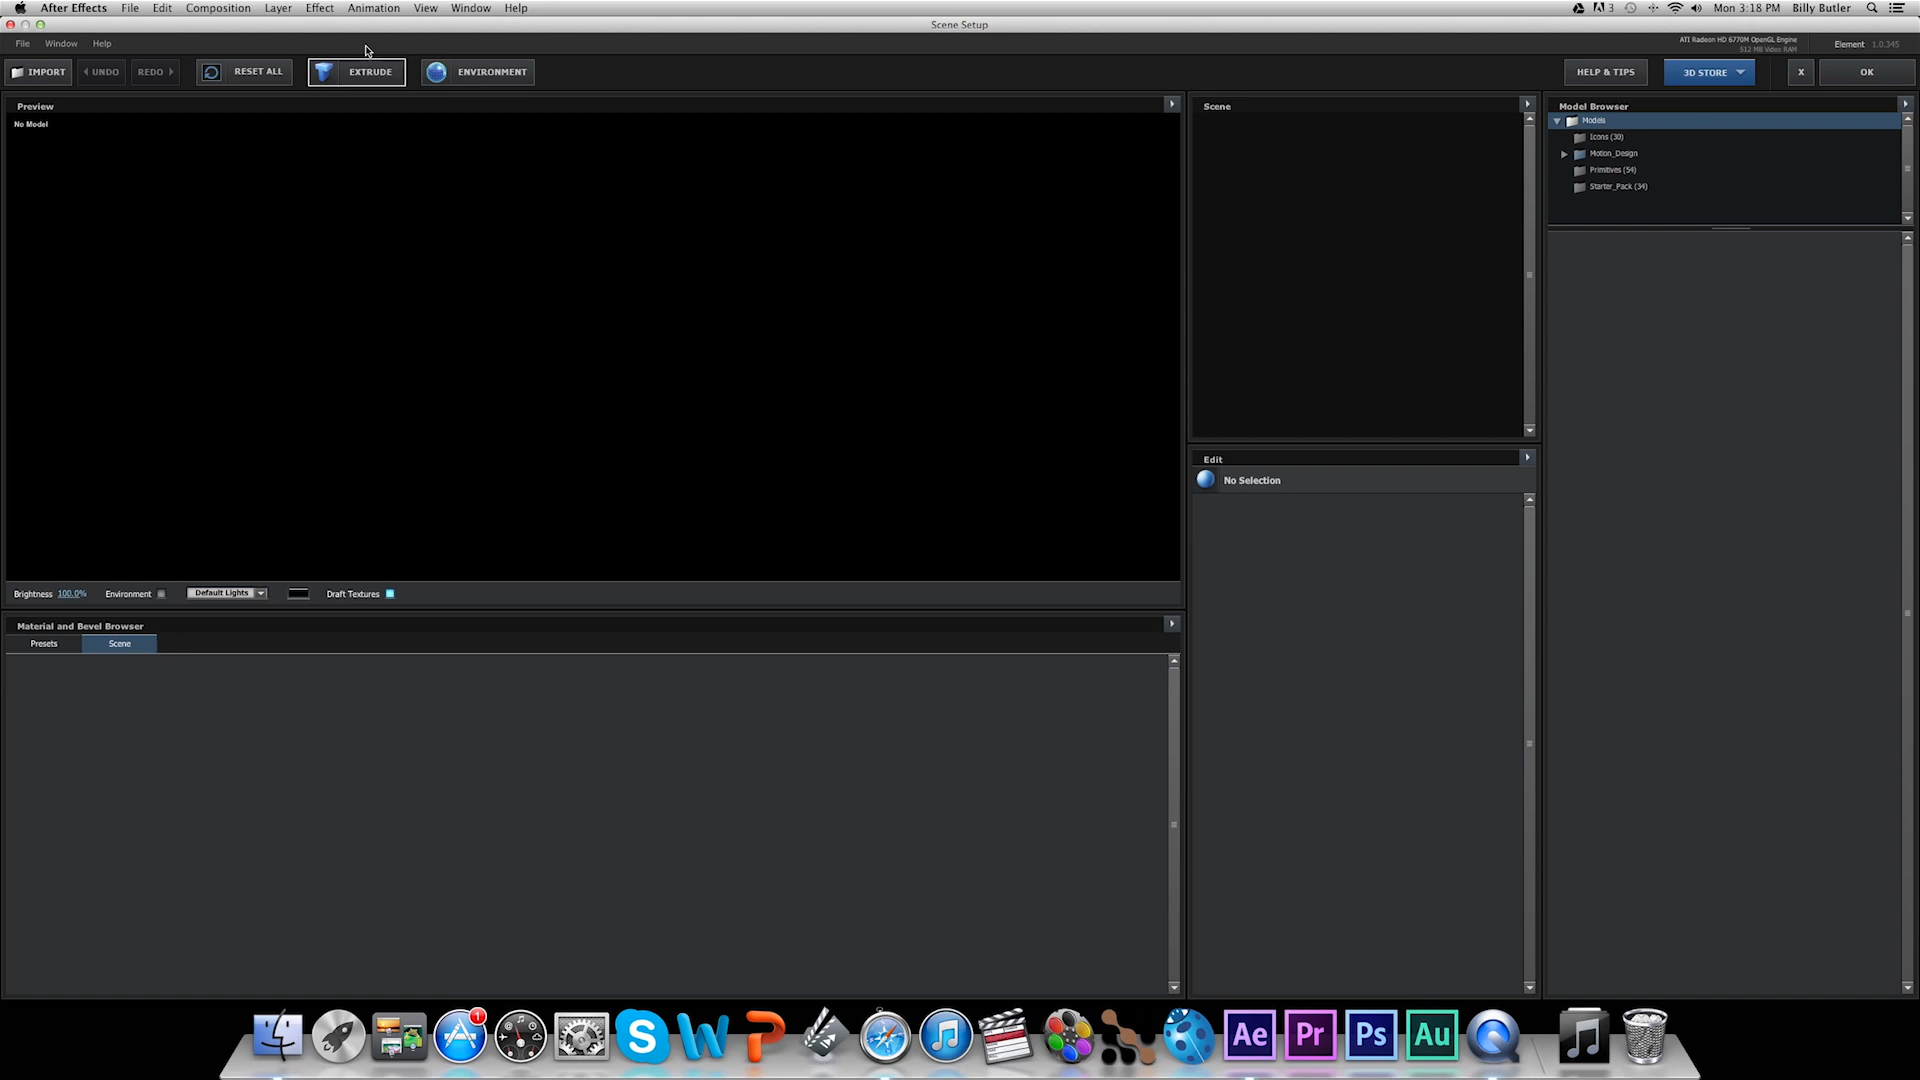 After Effects File Edit Composition Layer Effect Animation View Window Help 3 Mon 3:18 PM Billy Butler
Scene Setup
File Window Help
ATI Radeon HD 6770M OpenGL Engine
512 MB Video RAM
Element 1.0.345
IMPORT UNDO REDO RESET ALL EXTRUDE ENVIRONMENT HELP & TIPS 3D STORE X OK
Preview
No Model
Scene
Model Browser
Models
Icons (30)
Motion_Design
Primitives (54)
Starter_Pack (34)
Edit
No Selection
Brightness 100.0% Environment Default Lights Draft Textures
Material and Bevel Browser
Presets Scene
1
S
W
P
Ae
Pr
Ps
Au